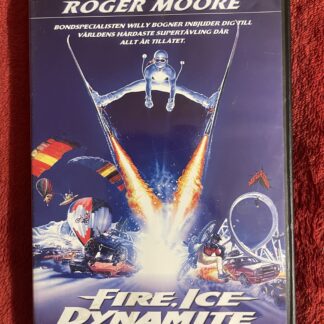 ROGER MOORE
BONDSPECIALISTEN WILLY BOGNER INBJUDER DIG TILL
VÄRLDENS HÅRDASTE SUPERTÄVLING DÄR
ALLT ÄR TILLÅTET.
FIRE, ICE
DYNAMITE